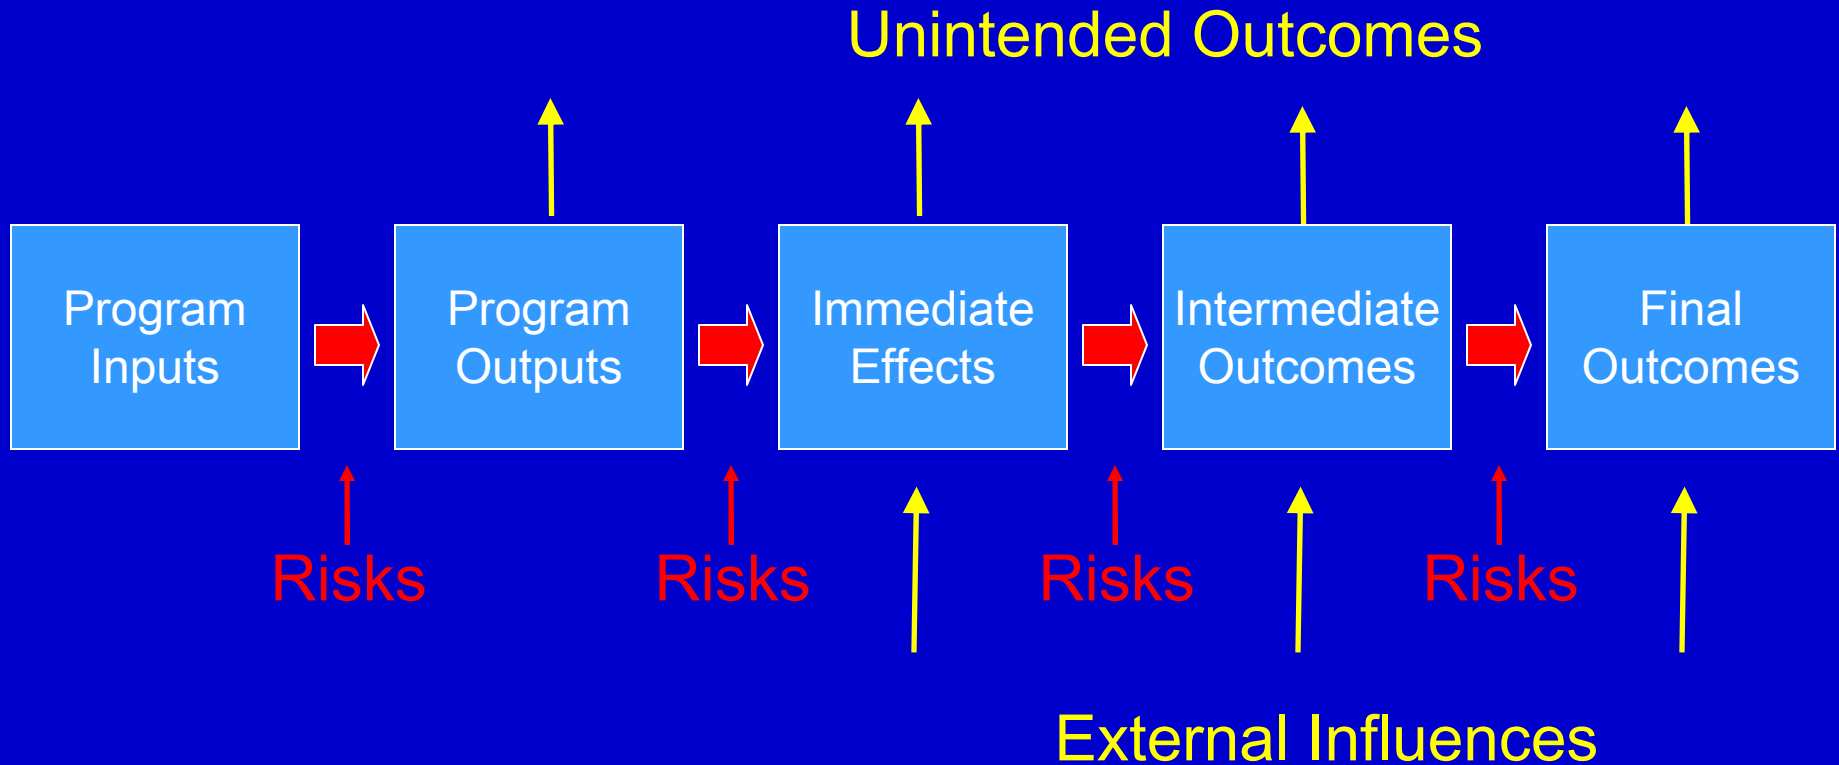 Unintended Outcomes
Program
Inputs
Program
Outputs
Immediate
Effects
Intermediate
Outcomes
Final
Outcomes
Risks
Risks
Risks
Risks
External Influences